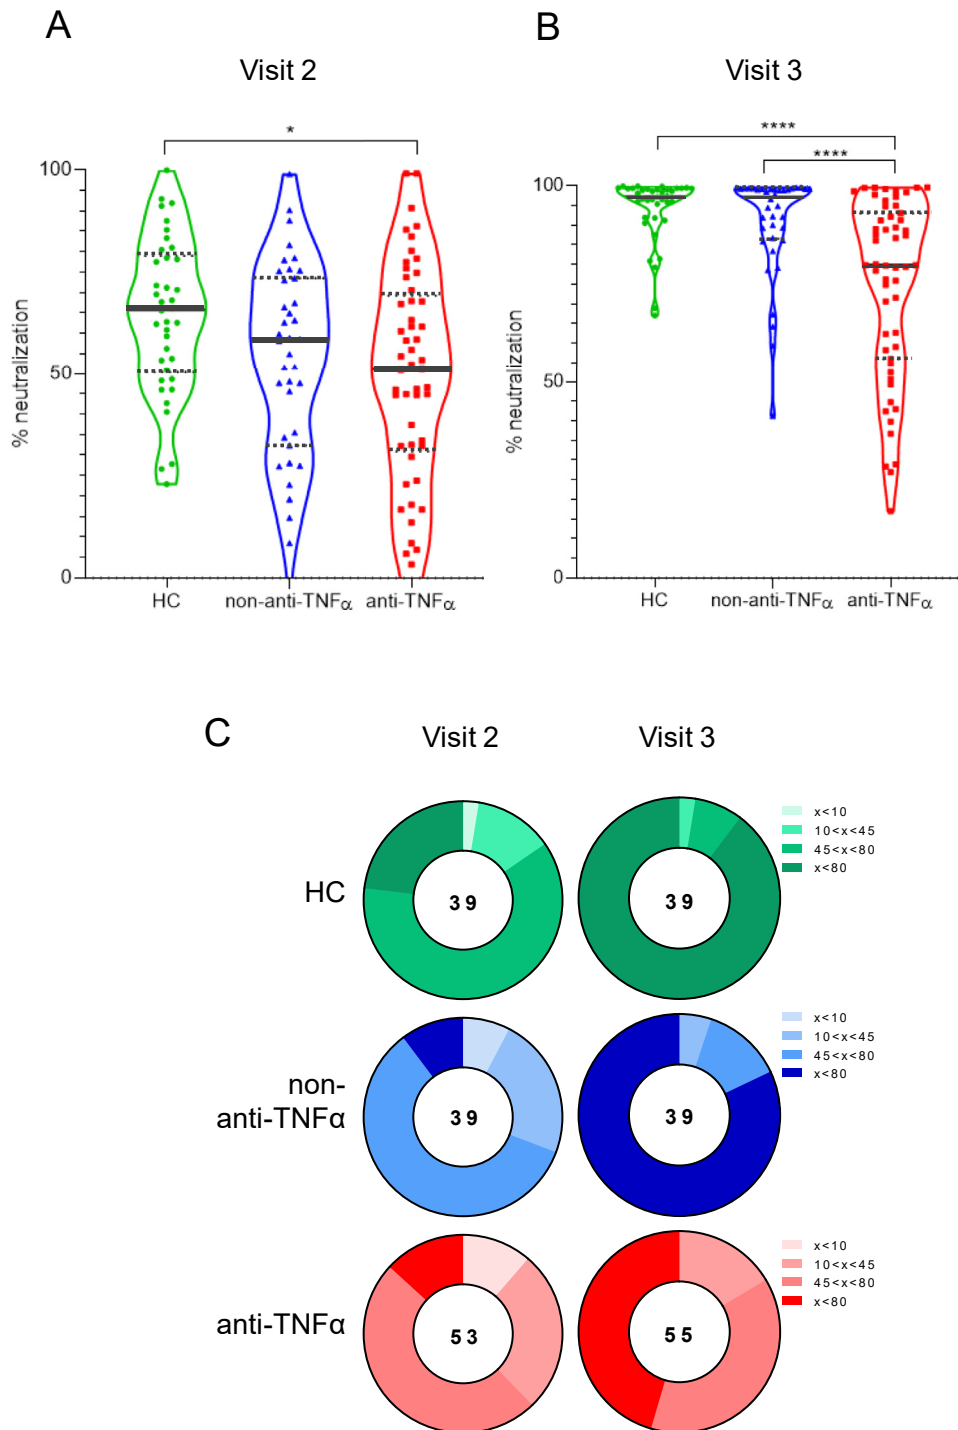 A
B
Visit 2
Visit 3
*
****
****
% neutralization
100
50
0
HC
non-anti-TNFα
anti-TNFα
% neutralization
100
50
0
HC
non-anti-TNFα
anti-TNFα
C
Visit 2
Visit 3
HC
39
39
x<10
10<x<45
45<x<80
x<80
non-
anti-TNFα
39
39
x<10
10<x<45
45<x<80
x<80
anti-TNFα
53
55
x<10
10<x<45
45<x<80
x<80